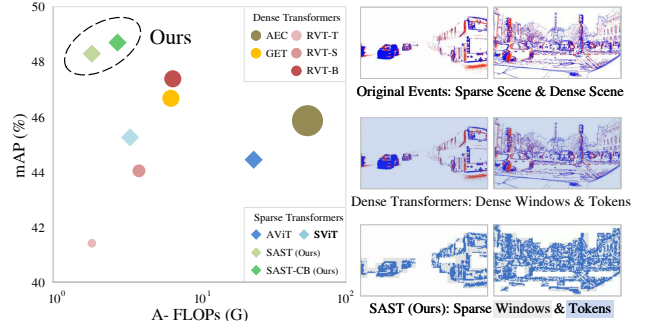 50
48
46
44
42
40
mAP (%)
10^0
10^1
10^2
A- FLOPs (G)
Ours
Dense Transformers
AEC RVT-T
GET RVT-S
RVT-B
Sparse Transformers
AViT SViT
SAST (Ours)
SAST-CB (Ours)
Original Events: Sparse Scene & Dense Scene
Dense Transformers: Dense Windows & Tokens
SAST (Ours): Sparse Windows & Tokens